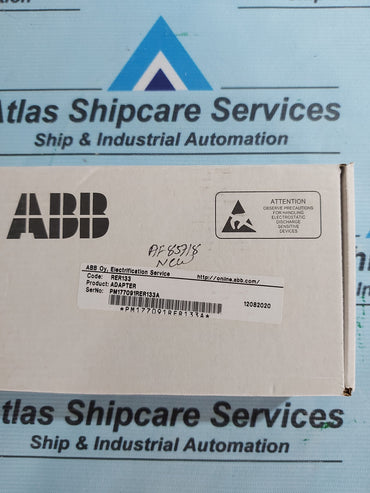 Atlas Shipcare Services
Ship & Industrial Automation
ABB
ATTENTION
OBSERVE PRECAUTIONS
FOR HANDLING
ELECTROSTATIC
DISCHARGE
SENSITIVE
DEVICES
NEW
ABB Oy, Electrification Service http://online.abb.com/
Code: RER133
Product: ADAPTER
SerNo: PM177091RER133A
12082020
*PM177091RER133A*
Atlas Shipcare Services
Ship & Industrial Automation